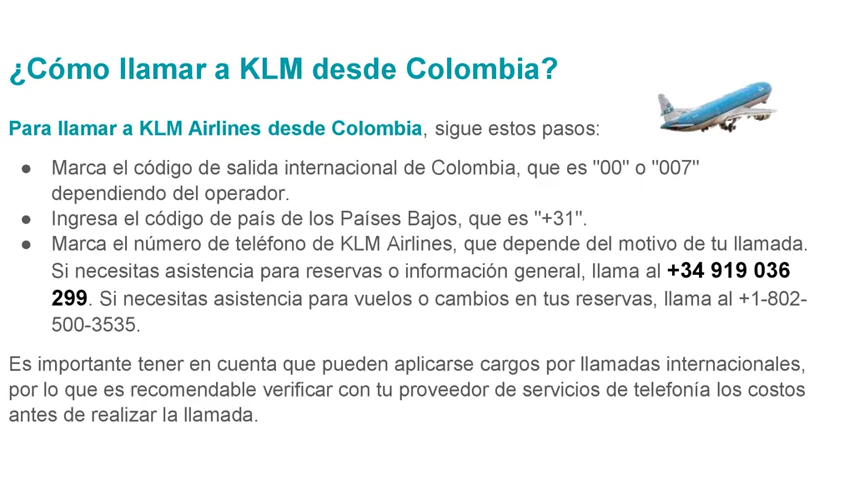 ¿Cómo llamar a KLM desde Colombia?
Para llamar a KLM Airlines desde Colombia, sigue estos pasos:
● Marca el código de salida internacional de Colombia, que es "00" o "007"
dependiendo del operador.
● Ingresa el código de país de los Países Bajos, que es "+31".
● Marca el número de teléfono de KLM Airlines, que depende del motivo de tu llamada.
Si necesitas asistencia para reservas o información general, llama al +34 919 036
299. Si necesitas asistencia para vuelos o cambios en tus reservas, llama al +1-802-
500-3535.
Es importante tener en cuenta que pueden aplicarse cargos por llamadas internacionales,
por lo que es recomendable verificar con tu proveedor de servicios de telefonía los costos
antes de realizar la llamada.